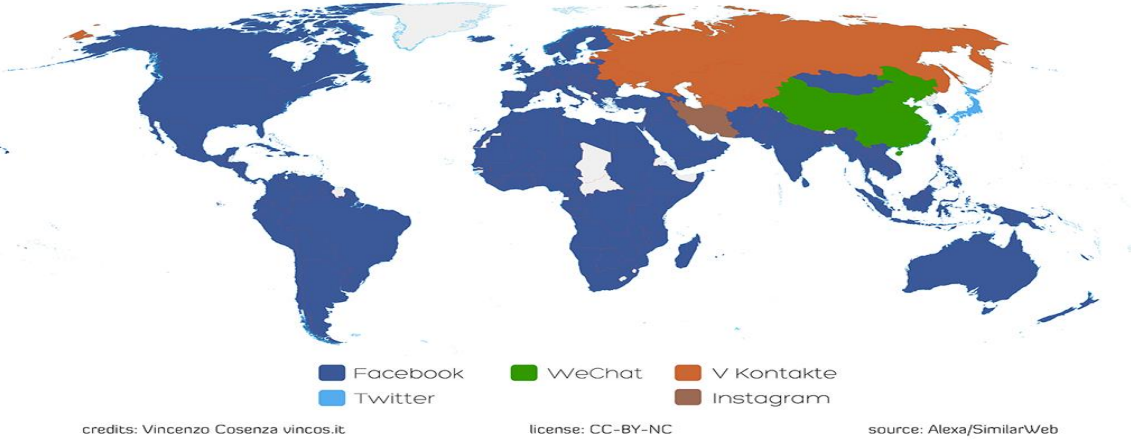 Facebook WeChat V Kontakte
Twitter Instagram
credits: Vincenzo Cosenza vincos.it license: CC-BY-NC source: Alexa/SimilarWeb